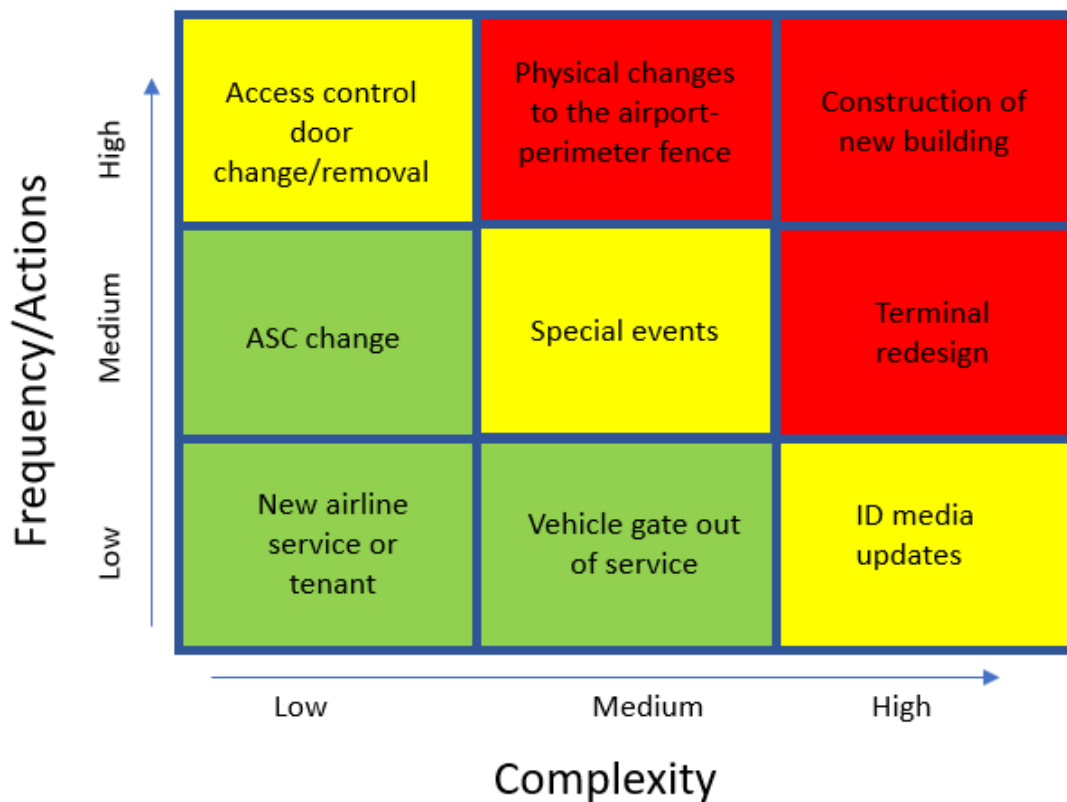 Frequency/Actions
High
Medium
Low
Access control
door
change/removal
Physical changes
to the airport-
perimeter fence
Construction of
new building
ASC change
Special events
Terminal
redesign
New airline
service or
tenant
Vehicle gate out
of service
ID media
updates
Low
Medium
High
Complexity